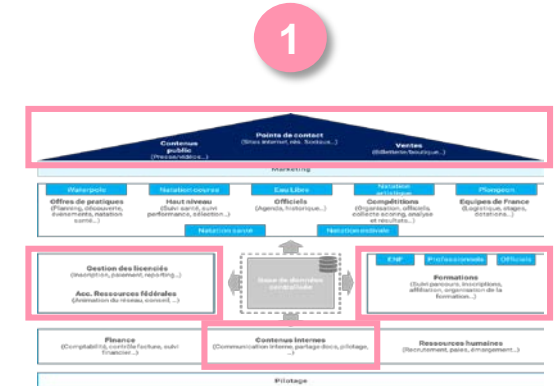 1
Points de contact
(Sites internet, rés. Sociaux...)
Contenus
public
(Presse/vidéos...)
Ventes
(Billetterie/boutique...)
Marketing
Waterpolo
Natation course
Eau Libre
Natation
artistique
Plongeon
Offres de pratiques
(Planning, découverte,
évènements, natation
santé...)
Haut niveau
(Suivi santé, suivi
performance, sélection...)
Officiels
(Agenda, historique...)
Compétitions
(Organisation, officiels,
collecte scoring, analyse
et résultats...)
Equipes de France
(Logistique, stages,
dotations...)
Natation santé
Natation estivale
Gestion des licenciés
(Inscription, paiement, reporting...)
Acc. Ressources fédérales
(Animation du réseau, conseil, ...)
Base de données
centralisée
ENF
Professionnels
Officiels
Formations
(Suivi parcours, inscriptions,
affiliation, organisation de la
formation...)
Finance
(Comptabilité, contrôle facture, suivi
financier...)
Contenus internes
(Communication interne, partage docs, pilotage,
...)
Ressources humaines
(Recrutement, paies, émargement...)
Pilotage